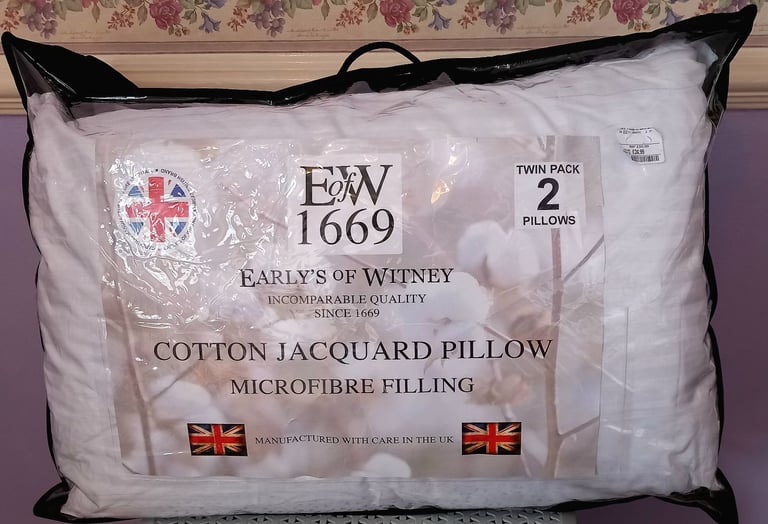 EofW
1669
TWIN PACK
2
PILLOWS
EARLY'S OF WITNEY
INCOMPARABLE QUALITY
SINCE 1669
COTTON JACQUARD PILLOW
MICROFIBRE FILLING
MANUFACTURED WITH CARE IN THE UK